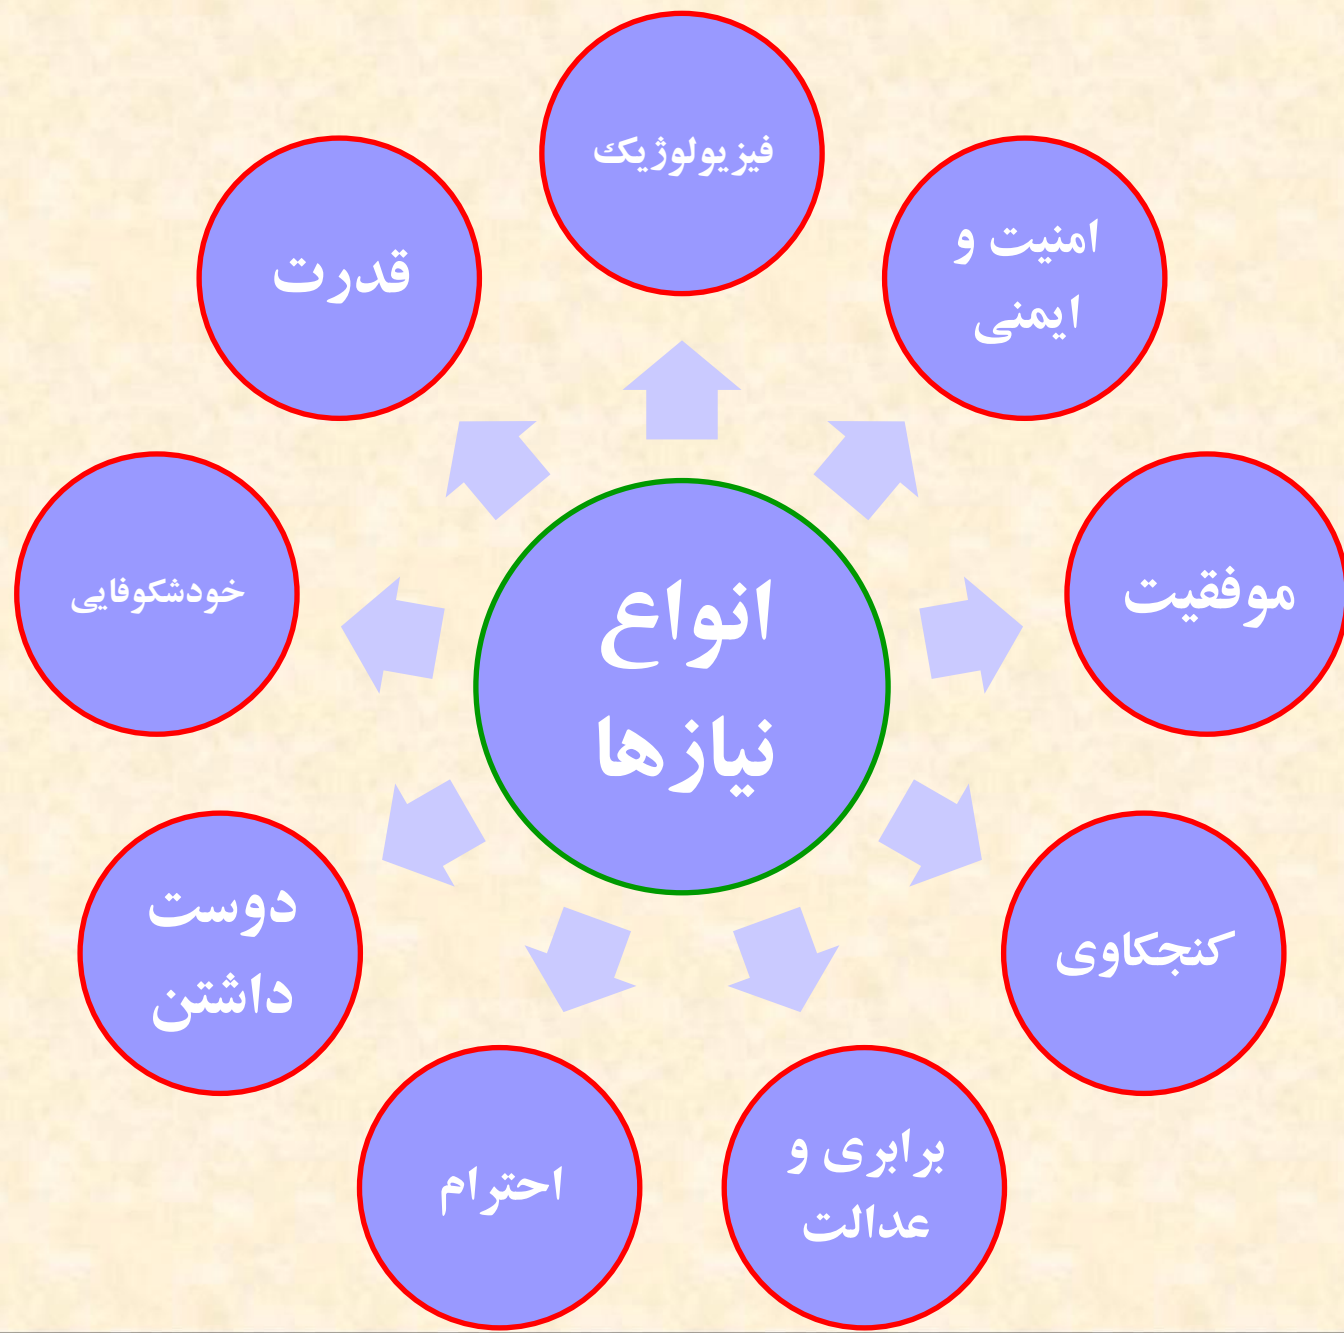 فیزیولوژیک
امنیت و
ایمنی
موفقیت
کنجکاوی
برابری و
عدالت
احترام
دوست
داشتن
خودشکوفایی
قدرت
انواع
نیازها